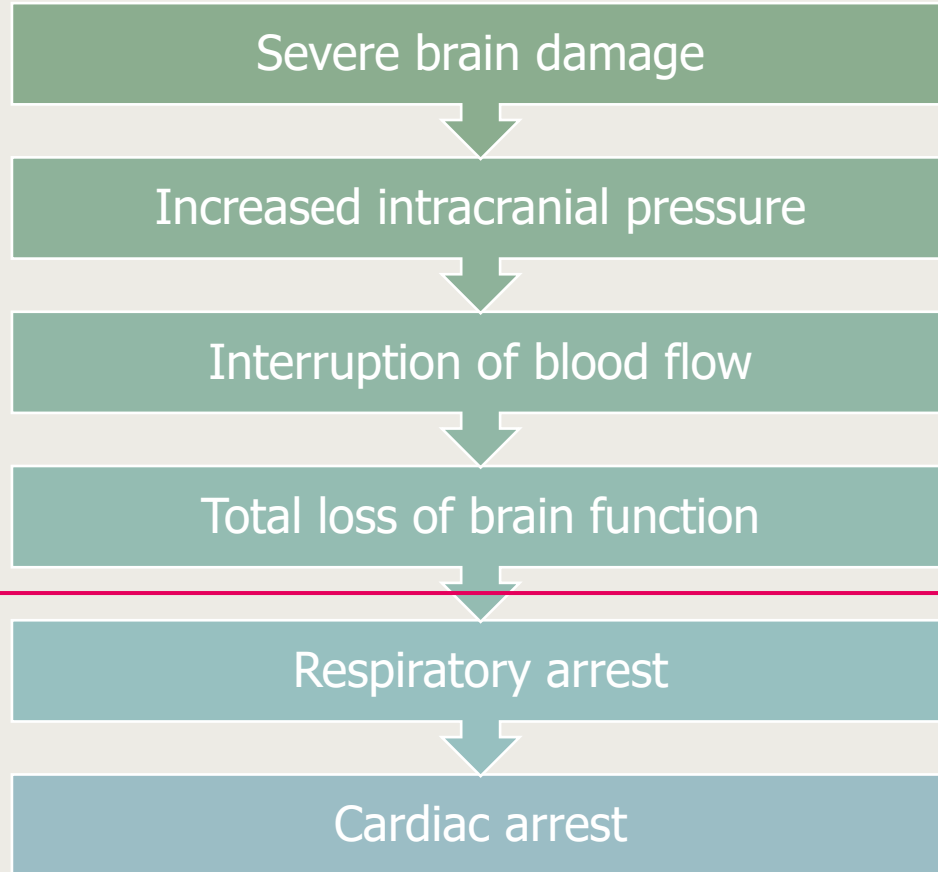 Severe brain damage
Increased intracranial pressure
Interruption of blood flow
Total loss of brain function
Respiratory arrest
Cardiac arrest